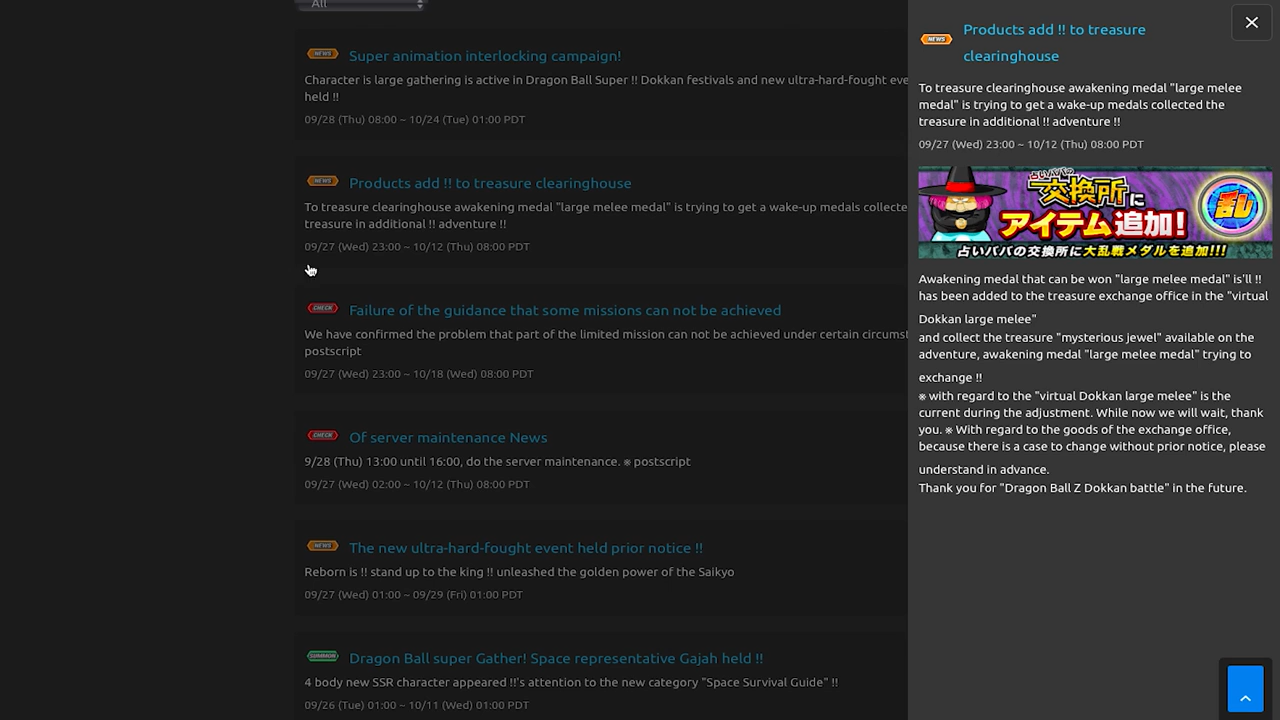 All
NEWS
Super animation interlocking campaign!
Character is large gathering is active in Dragon Ball Super !! Dokkan festivals and new ultra-hard-fought eve
held !!
09/28 (Thu) 08:00 ~ 10/24 (Tue) 01:00 PDT
NEWS
Products add !! to treasure clearinghouse
To treasure clearinghouse awakening medal "large melee medal" is trying to get a wake-up medals collecte
treasure in additional !! adventure !!
09/27 (Wed) 23:00 ~ 10/12 (Thu) 08:00 PDT
CHECK
Failure of the guidance that some missions can not be achieved
We have confirmed the problem that part of the limited mission can not be achieved under certain circumst
postscript
09/27 (Wed) 23:00 ~ 10/18 (Wed) 08:00 PDT
CHECK
Of server maintenance News
9/28 (Thu) 13:00 until 16:00, do the server maintenance. ※ postscript
09/27 (Wed) 02:00 ~ 10/12 (Thu) 08:00 PDT
NEWS
The new ultra-hard-fought event held prior notice !!
Reborn is !! stand up to the king !! unleashed the golden power of the Saikyo
09/27 (Wed) 01:00 ~ 09/29 (Fri) 01:00 PDT
SUMMON
Dragon Ball super Gather! Space representative Gajah held !!
4 body new SSR character appeared !!'s attention to the new category "Space Survival Guide" !!
09/26 (Tue) 01:00 ~ 10/11 (Wed) 01:00 PDT
NEWS
Products add !! to treasure
clearinghouse
To treasure clearinghouse awakening medal "large melee
medal" is trying to get a wake-up medals collected the
treasure in additional !! adventure !!
09/27 (Wed) 23:00 ~ 10/12 (Thu) 08:00 PDT
占いババの
交換所に
アイテム追加!
乱
占いババの交換所に大乱戦メダルを追加!!!
Awakening medal that can be won "large melee medal" is'll !!
has been added to the treasure exchange office in the "virtual
Dokkan large melee"
and collect the treasure "mysterious jewel" available on the
adventure, awakening medal "large melee medal" trying to
exchange !!
※ with regard to the "virtual Dokkan large melee" is the
current during the adjustment. While now we will wait, thank
you. ※ With regard to the goods of the exchange office,
because there is a case to change without prior notice, please
understand in advance.
Thank you for "Dragon Ball Z Dokkan battle" in the future.